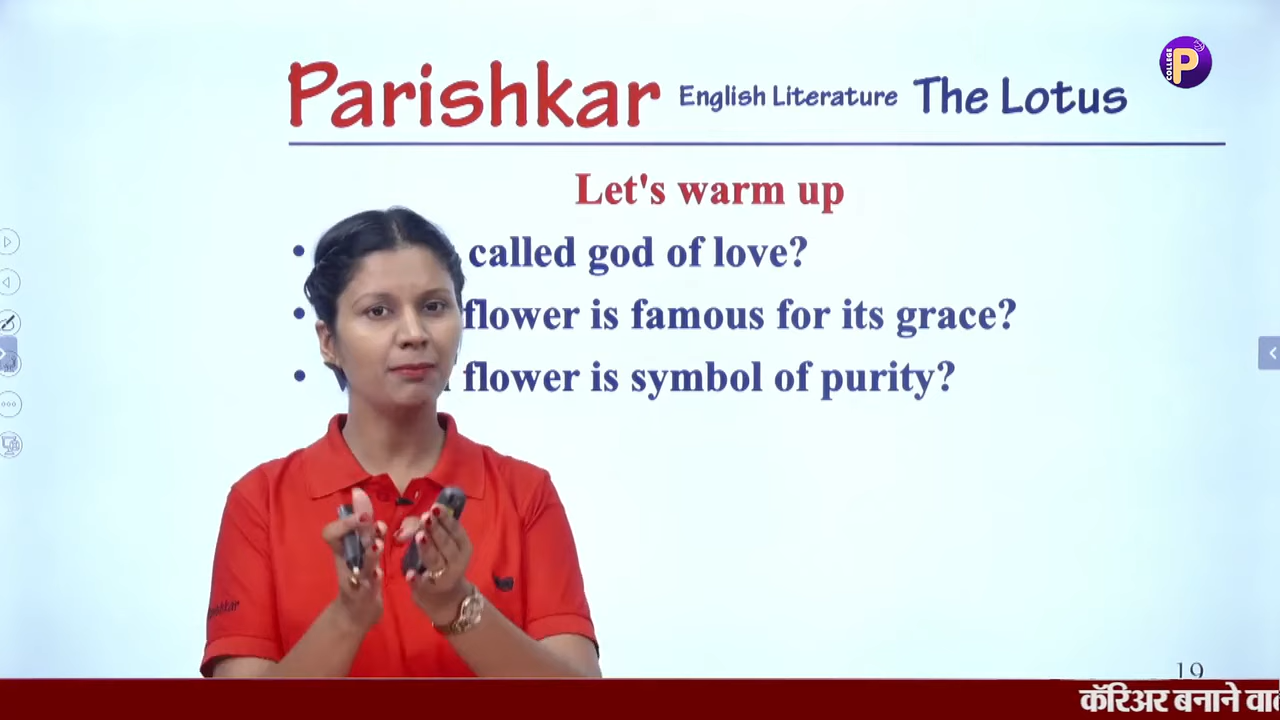 Parishkar English Literature The Lotus
COLLEGE P
Let's warm up
• called god of love?
• flower is famous for its grace?
• flower is symbol of purity?
19
कॅरिअर बनाने